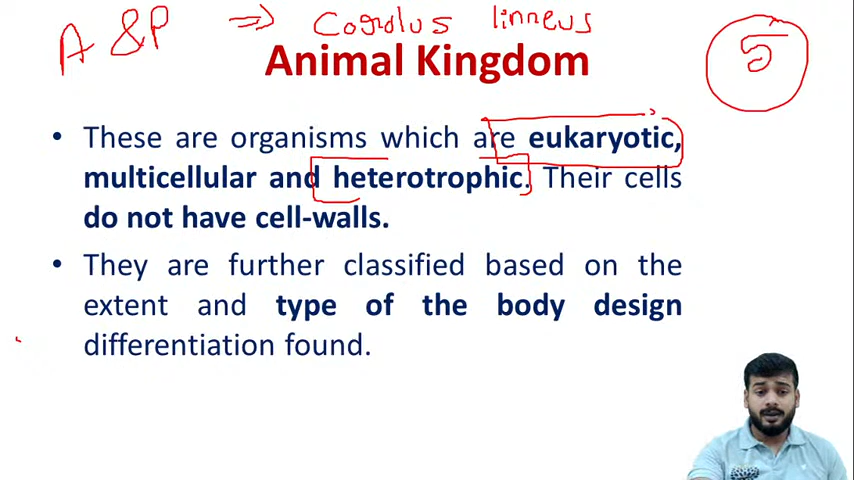 A &P ⇒ Carolus linneus
5
Animal Kingdom
• These are organisms which are eukaryotic,
multicellular and heterotrophic. Their cells
do not have cell-walls.
• They are further classified based on the
extent and type of the body design
differentiation found.